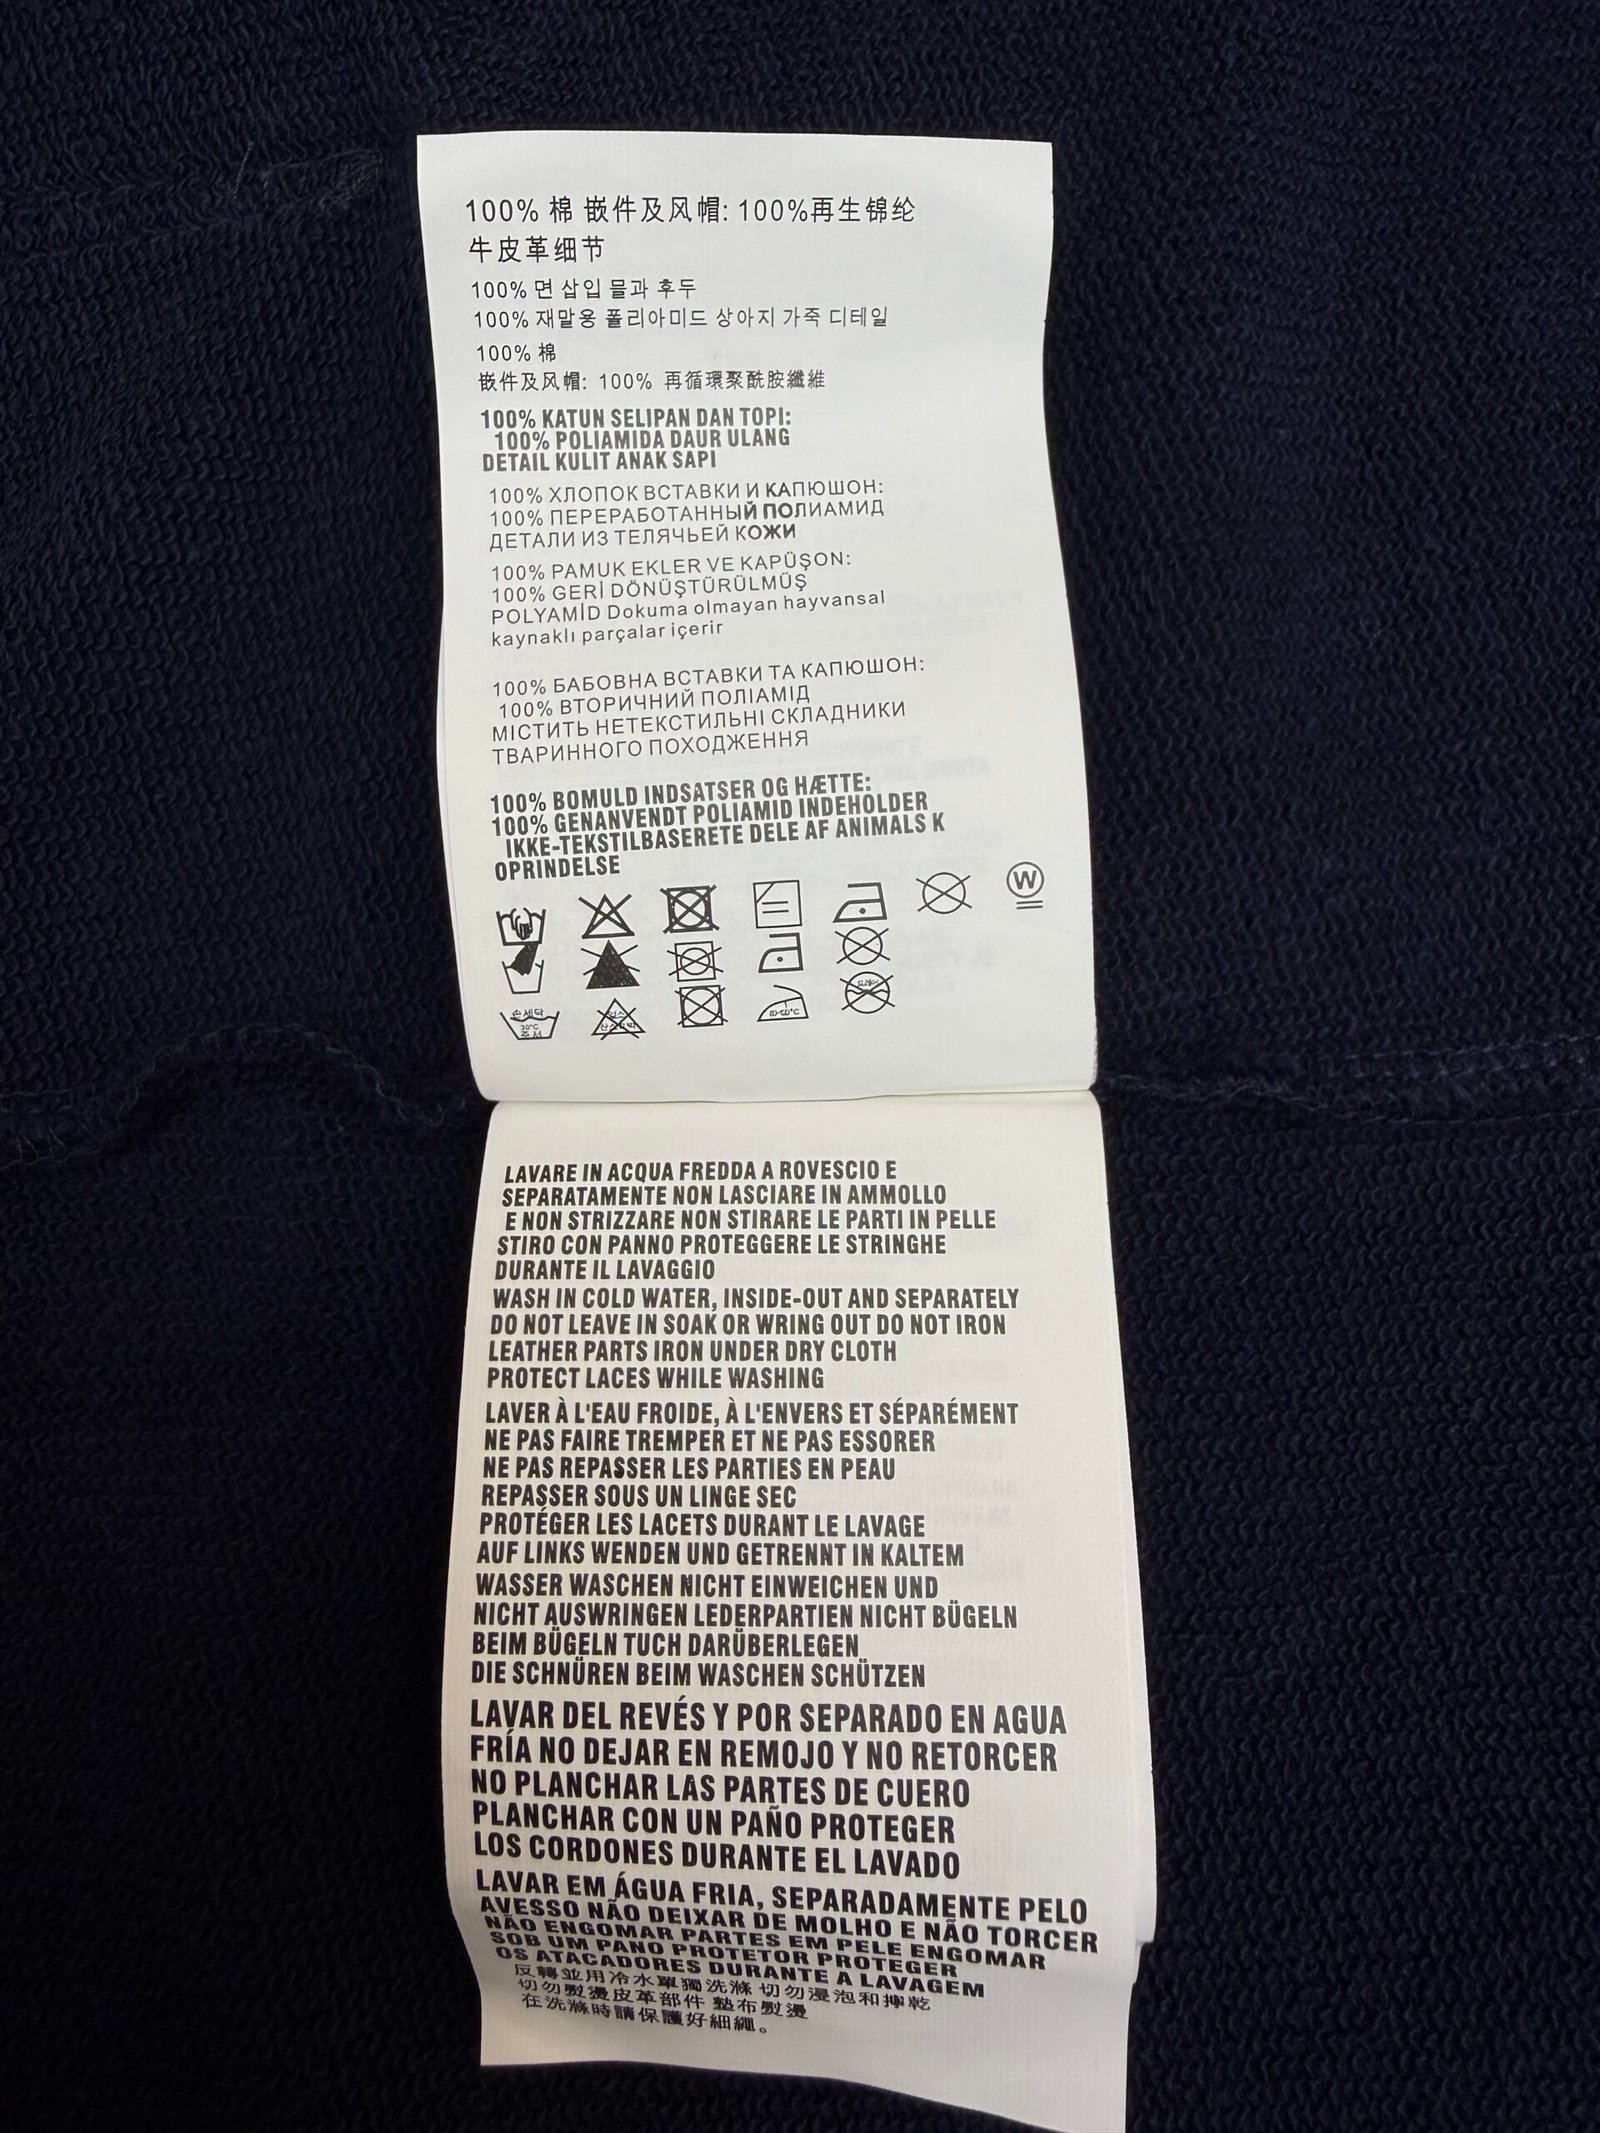 100% 棉 嵌件及风帽: 100%再生锦纶
牛皮革细节
100% 면 삽입 믈과 후두
100% 재말용 폴리아미드 상아지 가죽 디테일
100% 棉
嵌件及风帽: 100% 再循環聚酰胺纖維
100% KATUN SELIPAN DAN TOPI:
100% POLIAMIDA DAUR ULANG
DETAIL KULIT ANAK SAPI
100% ХЛОПОК ВСТАВКИ И КАПЮШОН:
100% ПЕРЕРАБОТАННЫЙ ПОЛИАМИД
ДЕТАЛИ ИЗ ТЕЛЯЧЬЕЙ КОЖИ
100% PAMUK EKLER VE KAPÜŞON:
100% GERİ DÖNÜŞTÜRÜLMÜŞ
POLYAMİD Dokuma olmayan hayvansal
kaynaklı parçalar içerir
100% БАБОВНА ВСТАВКИ ТА КАПЮШОН:
100% ВТОРИЧНИЙ ПОЛІАМІД
МІСТИТЬ НЕТЕКСТИЛЬНІ СКЛАДНИКИ
ТВАРИННОГО ПОХОДЖЕННЯ
100% BOMULD INDSATSER OG HÆTTE:
100% GENANVENDT POLIAMID INDEHOLDER
IKKE-TEKSTILBASERETE DELE AF ANIMALS K
OPRINDELSE
W
손세탁
30°C
LAVARE IN ACQUA FREDDA A ROVESCIO E
SEPARATAMENTE NON LASCIARE IN AMMOLLO
E NON STRIZZARE NON STIRARE LE PARTI IN PELLE
STIRO CON PANNO PROTEGGERE LE STRINGHE
DURANTE IL LAVAGGIO
WASH IN COLD WATER, INSIDE-OUT AND SEPARATELY
DO NOT LEAVE IN SOAK OR WRING OUT DO NOT IRON
LEATHER PARTS IRON UNDER DRY CLOTH
PROTECT LACES WHILE WASHING
LAVER À L'EAU FROIDE, À L'ENVERS ET SÉPARÉMENT
NE PAS FAIRE TREMPER ET NE PAS ESSORER
NE PAS REPASSER LES PARTIES EN PEAU
REPASSER SOUS UN LINGE SEC
PROTÉGER LES LACETS DURANT LE LAVAGE
AUF LINKS WENDEN UND GETRENNT IN KALTEM
WASSER WASCHEN NICHT EINWEICHEN UND
NICHT AUSWRINGEN LEDERPARTIEN NICHT BÜGELN
BEIM BÜGELN TUCH DARÜBERLEGEN
DIE SCHNÜREN BEIM WASCHEN SCHÜTZEN
LAVAR DEL REVÉS Y POR SEPARADO EN AGUA
FRÍA NO DEJAR EN REMOJO Y NO RETORCER
NO PLANCHAR LAS PARTES DE CUERO
PLANCHAR CON UN PAÑO PROTEGER
LOS CORDONES DURANTE EL LAVADO
LAVAR EM ÁGUA FRIA, SEPARADAMENTE PELO
AVESSO NÃO DEIXAR DE MOLHO E NÃO TORCER
NÃO ENGOMAR PARTES EM PELE ENGOMAR
SOB UM PANO PROTETOR PROTEGER
OS ATACADORES DURANTE A LAVAGEM
反轉並用冷水單獨洗滌 切勿浸泡和擰乾
切勿熨燙皮革部件 墊布熨燙
在洗滌時請保護好細繩。